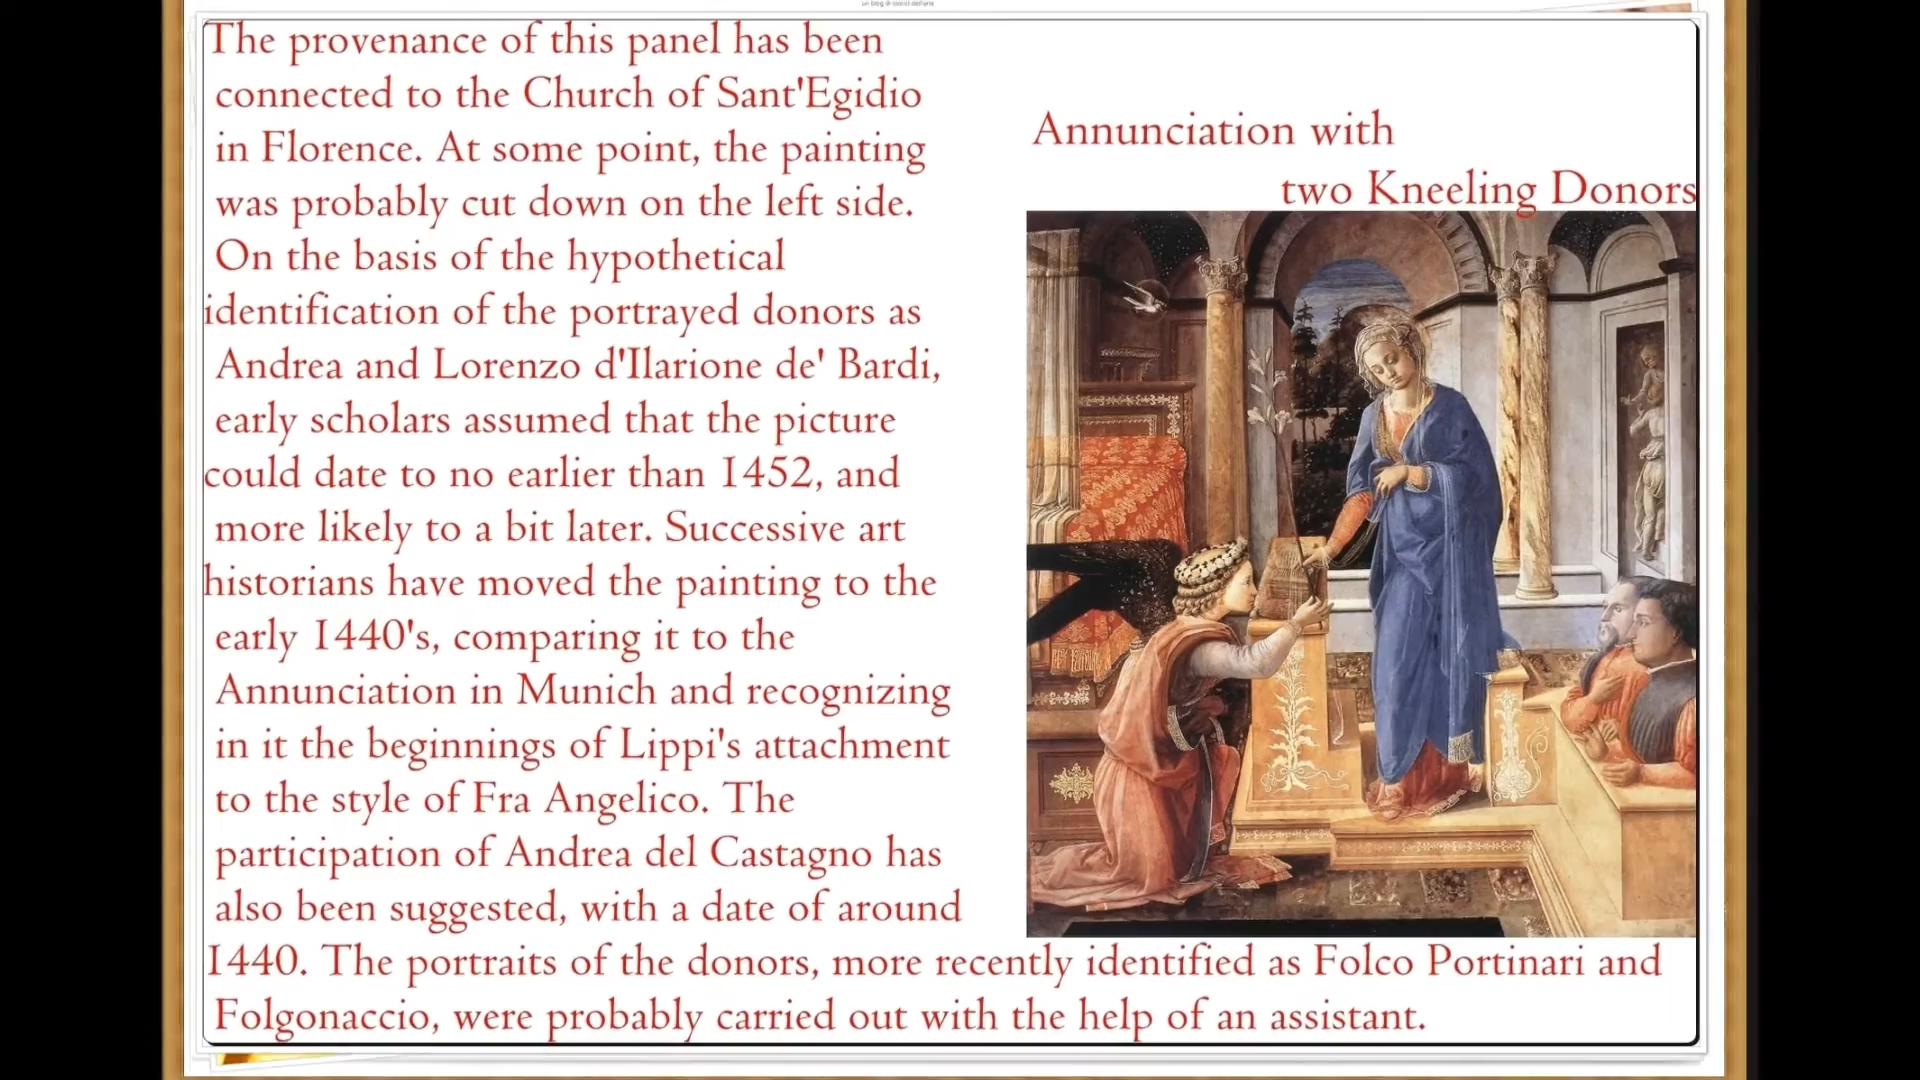 un blog di storici dell'arte
The provenance of this panel has been
connected to the Church of Sant'Egidio
in Florence. At some point, the painting
was probably cut down on the left side.
On the basis of the hypothetical
identification of the portrayed donors as
Andrea and Lorenzo d'Ilarione de' Bardi,
early scholars assumed that the picture
could date to no earlier than 1452, and
more likely to a bit later. Successive art
historians have moved the painting to the
early 1440's, comparing it to the
Annunciation in Munich and recognizing
in it the beginnings of Lippi's attachment
to the style of Fra Angelico. The
participation of Andrea del Castagno has
also been suggested, with a date of around
1440. The portraits of the donors, more recently identified as Folco Portinari and
Folgonaccio, were probably carried out with the help of an assistant.
Annunciation with
two Kneeling Donors